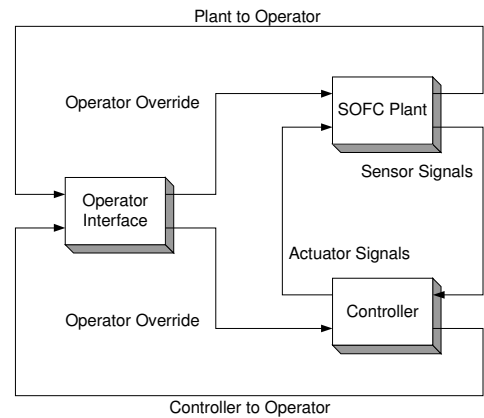 Plant to Operator
Operator Override
SOFC Plant
Sensor Signals
Operator
Interface
Actuator Signals
Controller
Operator Override
Controller to Operator